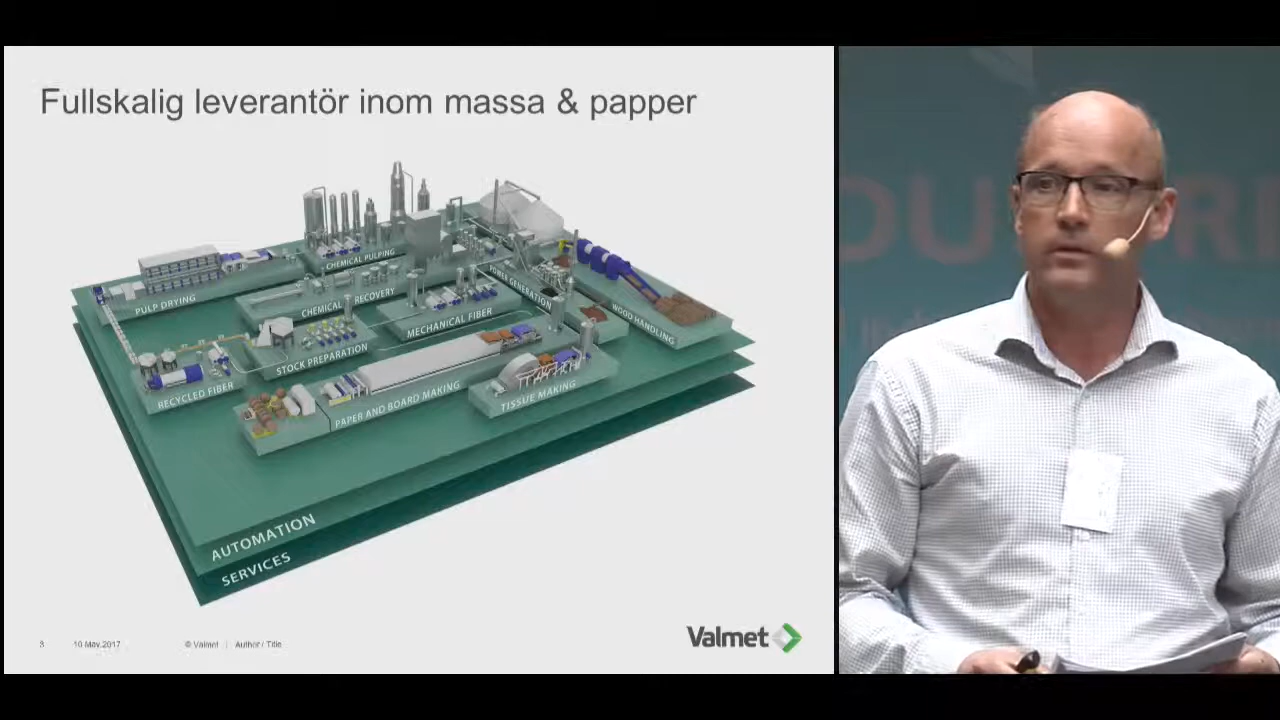 Fullskalig leverantör inom massa & papper
CHEMICAL PULPING
PULP DRYING
CHEMICAL RECOVERY
POWER GENERATION
WOOD HANDLING
MECHANICAL FIBER
STOCK PREPARATION
RECYCLED FIBER
PAPER AND BOARD MAKING
TISSUE MAKING
AUTOMATION
SERVICES
3 10 May 2017 © Valmet | Author / Title
Valmet